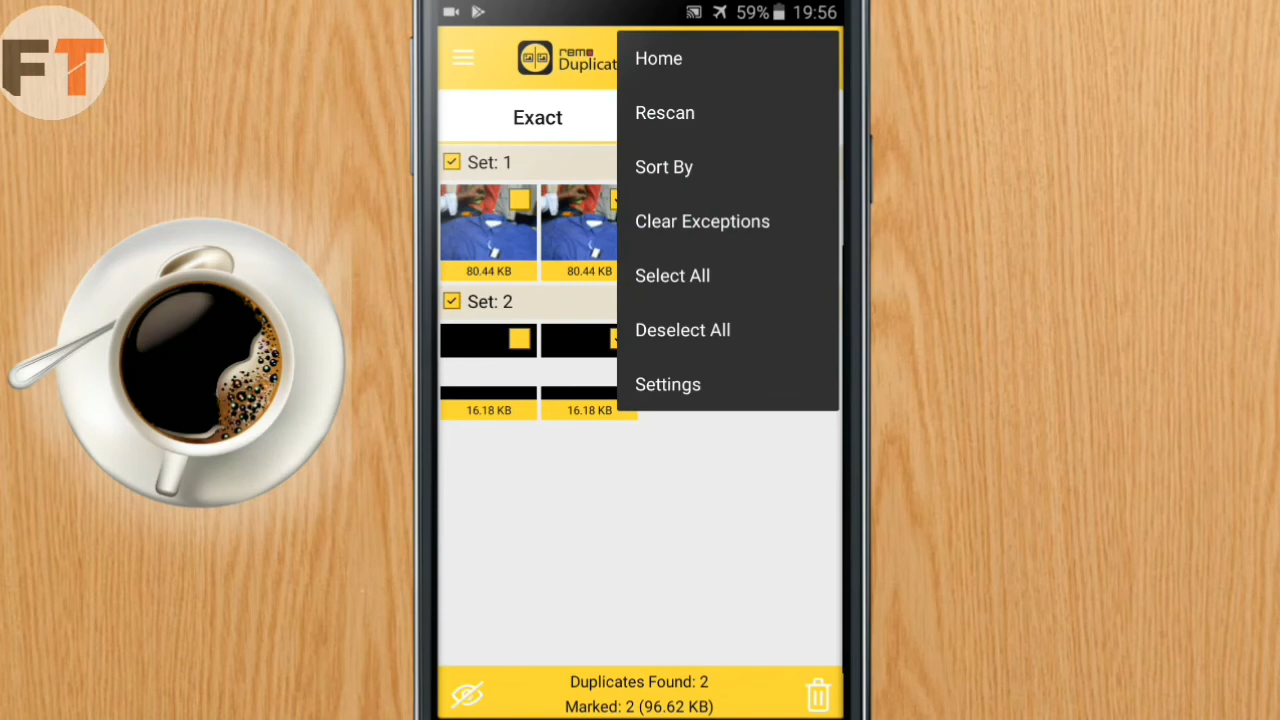 FT
59% 19:56
remo
Duplicat
Exact
Home
Rescan
Sort By
Clear Exceptions
Select All
Deselect All
Settings
Set: 1
80.44 KB
80.44 KB
Set: 2
16.18 KB
16.18 KB
Duplicates Found: 2
Marked: 2 (96.62 KB)